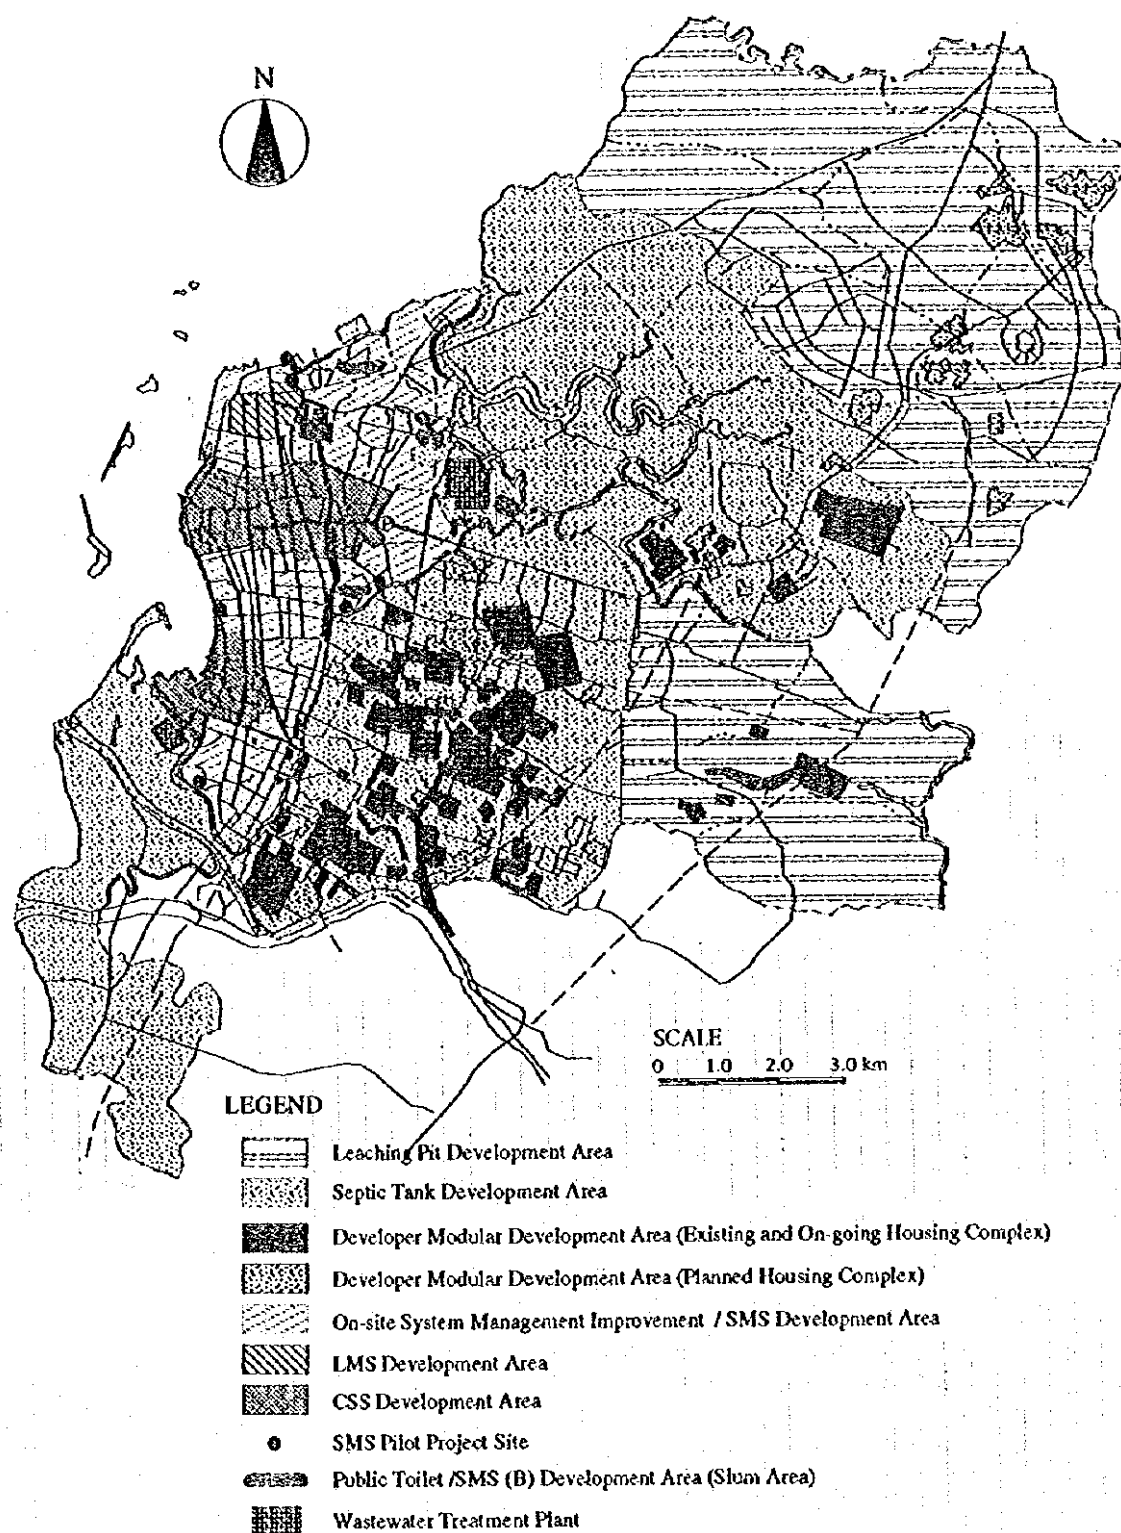 N
SCALE
0 1.0 2.0 3.0 km
LEGEND
Leaching Pit Development Area
Septic Tank Development Area
Developer Modular Development Area (Existing and On-going Housing Complex)
Developer Modular Development Area (Planned Housing Complex)
On-site System Management Improvement / SMS Development Area
LMS Development Area
CSS Development Area
SMS Pilot Project Site
Public Toilet /SMS (B) Development Area (Slum Area)
Wastewater Treatment Plant